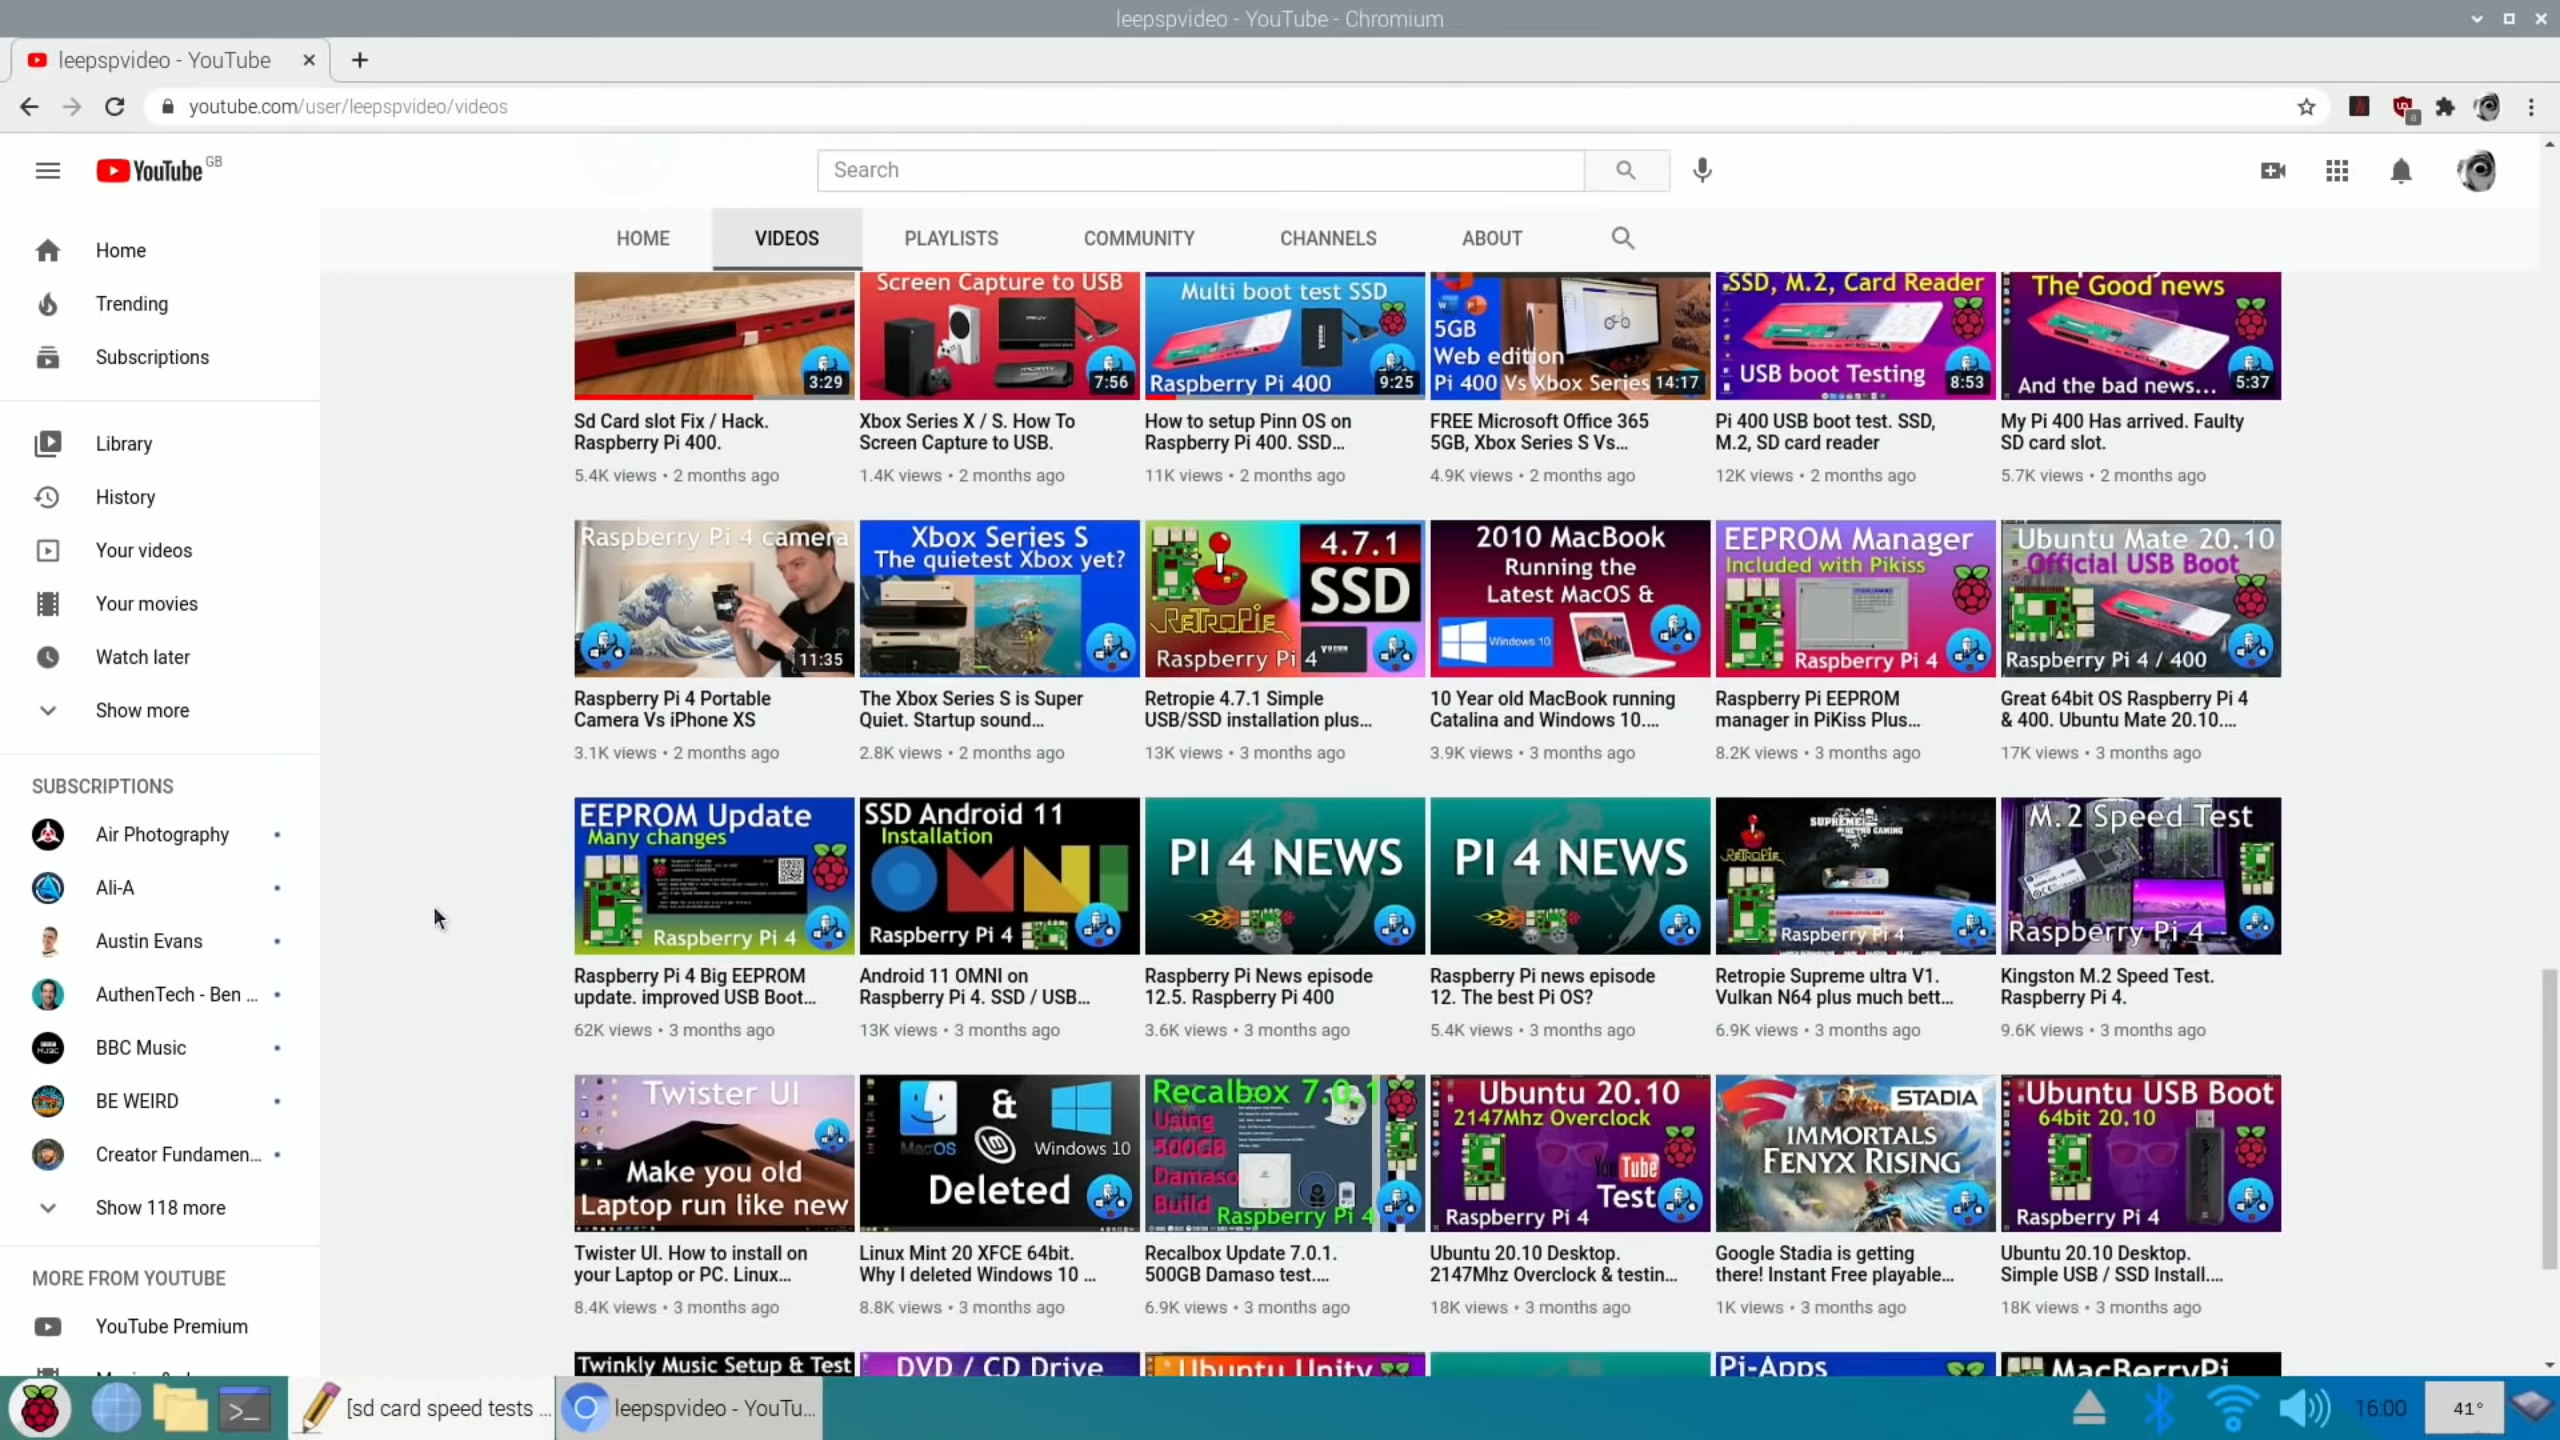 leepspvideo - YouTube - Chromium
leepspvideo - YouTube
youtube.com/user/leepspvideo/videos
YouTube GB
Search
HOME VIDEOS PLAYLISTS COMMUNITY CHANNELS ABOUT
Home
Trending
Subscriptions
Library
History
Your videos
Your movies
Watch later
Show more
SUBSCRIPTIONS
Air Photography
Ali-A
Austin Evans
AuthenTech - Ben ...
BBC Music
BE WEIRD
Creator Fundamen...
Show 118 more
MORE FROM YOUTUBE
YouTube Premium
3:29
Sd Card slot Fix / Hack.
Raspberry Pi 400.
5.4K views • 2 months ago
Screen Capture to USB
7:56
Xbox Series X / S. How To
Screen Capture to USB.
1.4K views • 2 months ago
Multi boot test SSD
Raspberry Pi 400
9:25
How to setup Pinn OS on
Raspberry Pi 400. SSD...
11K views • 2 months ago
5GB
Web edition
Pi 400 Vs Xbox Series
14:17
FREE Microsoft Office 365
5GB, Xbox Series S Vs...
4.9K views • 2 months ago
SSD, M.2, Card Reader
USB boot Testing
8:53
Pi 400 USB boot test. SSD,
M.2, SD card reader
12K views • 2 months ago
The Good news
And the bad news...
5:37
My Pi 400 Has arrived. Faulty
SD card slot.
5.7K views • 2 months ago
Raspberry Pi 4 camera
11:35
Raspberry Pi 4 Portable
Camera Vs iPhone XS
3.1K views • 2 months ago
Xbox Series S
The quietest Xbox yet?
The Xbox Series S is Super
Quiet. Startup sound...
2.8K views • 2 months ago
4.7.1
SSD
RETROPIE
Raspberry Pi 4
Retropie 4.7.1 Simple
USB/SSD installation plus...
13K views • 3 months ago
2010 MacBook
Running the
Latest MacOS &
Windows 10
10 Year old MacBook running
Catalina and Windows 10....
3.9K views • 3 months ago
EEPROM Manager
Included with Pikiss
Raspberry Pi 4
Raspberry Pi EEPROM
manager in PiKiss Plus...
8.2K views • 3 months ago
Ubuntu Mate 20.10
Official USB Boot
Raspberry Pi 4 / 400
Great 64bit OS Raspberry Pi 4
& 400. Ubuntu Mate 20.10....
17K views • 3 months ago
EEPROM Update
Many changes
Raspberry Pi 4
Raspberry Pi 4 Big EEPROM
update. improved USB Boot...
62K views • 3 months ago
SSD Android 11
Installation
OMNI
Raspberry Pi 4
Android 11 OMNI on
Raspberry Pi 4. SSD / USB...
13K views • 3 months ago
PI 4 NEWS
Raspberry Pi News episode
12.5. Raspberry Pi 400
3.6K views • 3 months ago
PI 4 NEWS
Raspberry Pi news episode
12. The best Pi OS?
5.4K views • 3 months ago
SUPREME
RETRO GAMING
RETROPIE
Raspberry Pi 4
Retropie Supreme ultra V1.
Vulkan N64 plus much bett...
6.9K views • 3 months ago
M.2 Speed Test
Raspberry Pi 4
Kingston M.2 Speed Test.
Raspberry Pi 4.
9.6K views • 3 months ago
Twister UI
Make you old
Laptop run like new
Twister UI. How to install on
your Laptop or PC. Linux...
8.4K views • 3 months ago
&
MacOS
Windows 10
Deleted
Linux Mint 20 XFCE 64bit.
Why I deleted Windows 10 ...
8.8K views • 3 months ago
Recalbox 7.0.1
Using
500GB
Damaso
Build
Raspberry Pi 4
Recalbox Update 7.0.1.
500GB Damaso test....
6.9K views • 3 months ago
Ubuntu 20.10
2147Mhz Overclock
YouTube
Test
Raspberry Pi 4
Ubuntu 20.10 Desktop.
2147Mhz Overclock & testin...
18K views • 3 months ago
STADIA
IMMORTALS
FENYX RISING
Google Stadia is getting
there! Instant Free playable...
1K views • 3 months ago
Ubuntu USB Boot
64bit 20.10
Raspberry Pi 4
Ubuntu 20.10 Desktop.
Simple USB / SSD Install....
18K views • 3 months ago
Twinkly Music Setup & Test
DVD / CD Drive
Ubuntu Unity
Pi-Apps
MacBerryPi
[sd card speed tests ...
leepspvideo - YouTu...
16:00
41°